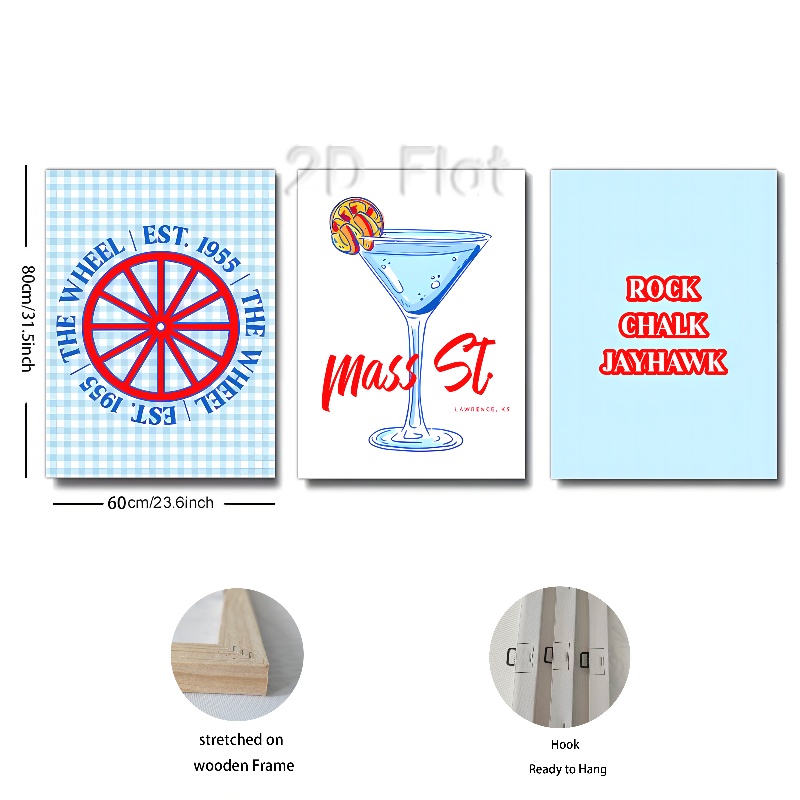 2D Flat
THE WHEEL | EST. 1955 | THE WHEEL | EST. 1955 |
Mass St.
LAWRENCE, KS
ROCK
CHALK
JAYHAWK
80cm/31.5inch
60cm/23.6inch
stretched on
wooden Frame
Hook
Ready to Hang